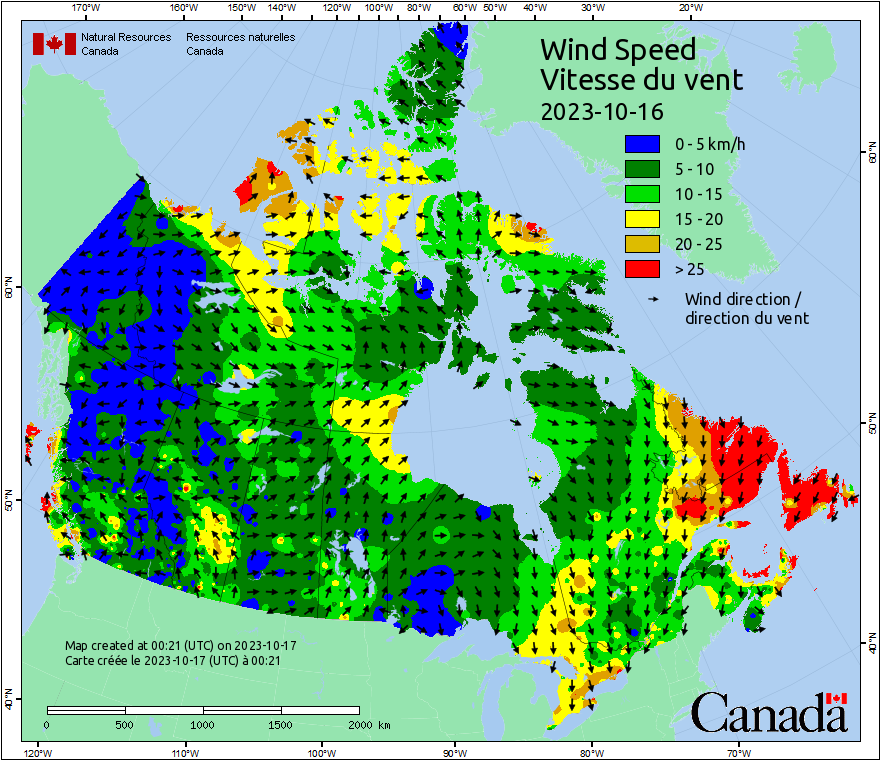 170°W 160°W 150°W 140°W 120°W 100°W 80°W 60°W 50°W 40°W 30°W 20°W
Natural Resources Canada
Ressources naturelles Canada
Wind Speed
Vitesse du vent
2023-10-16
0 - 5 km/h
5 - 10
10 - 15
15 - 20
20 - 25
> 25
Wind direction /
direction du vent
60°N
50°N
40°N
60°N
50°N
40°N
Map created at 00:21 (UTC) on 2023-10-17
Carte créée le 2023-10-17 (UTC) à 00:21
0 500 1000 1500 2000 km
Canada
120°W 110°W 100°W 90°W 80°W 70°W